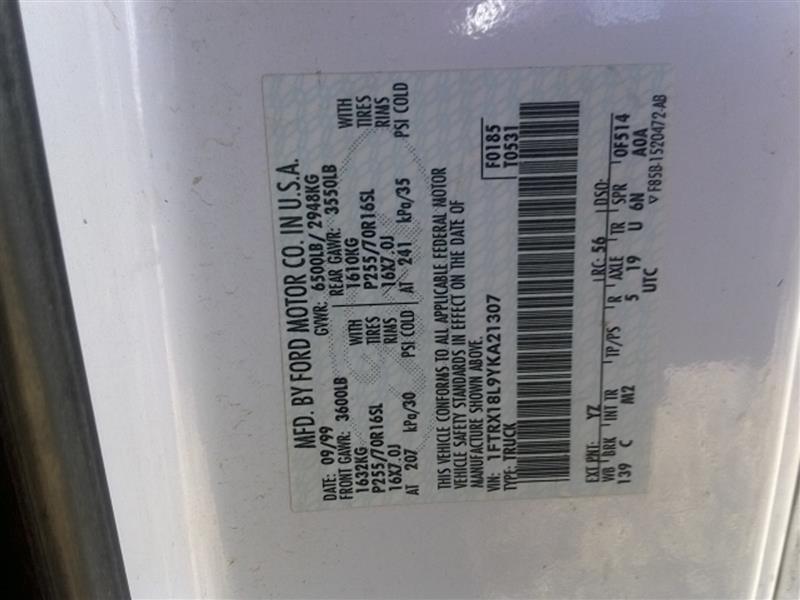 MFD. BY FORD MOTOR CO. IN U.S.A.
DATE: 09/99 GVWR: 6500LB/ 2948KG
FRONT GAWR: 3600LB REAR GAWR: 3550LB
1632KG WITH 1610KG WITH
P255/70R16SL TIRES P255/70R16SL TIRES
16X7.0J RIMS 16X7.0J RIMS
AT 207 kPa/30 PSI COLD AT 241 kPa/35 PSI COLD
THIS VEHICLE CONFORMS TO ALL APPLICABLE FEDERAL MOTOR
VEHICLE SAFETY STANDARDS IN EFFECT ON THE DATE OF
MANUFACTURE SHOWN ABOVE.
VIN: 1FTRX18L9YKA21307 F0185
TYPE: TRUCK T0531
EXT PNT: YZ RC: 56 DSO:
WB BRK INT TR TP/PS R AXLE TR SPR 0F514
139 C M2 5 19 U 6N A0A
UTC ▽ F85B-1520472-AB